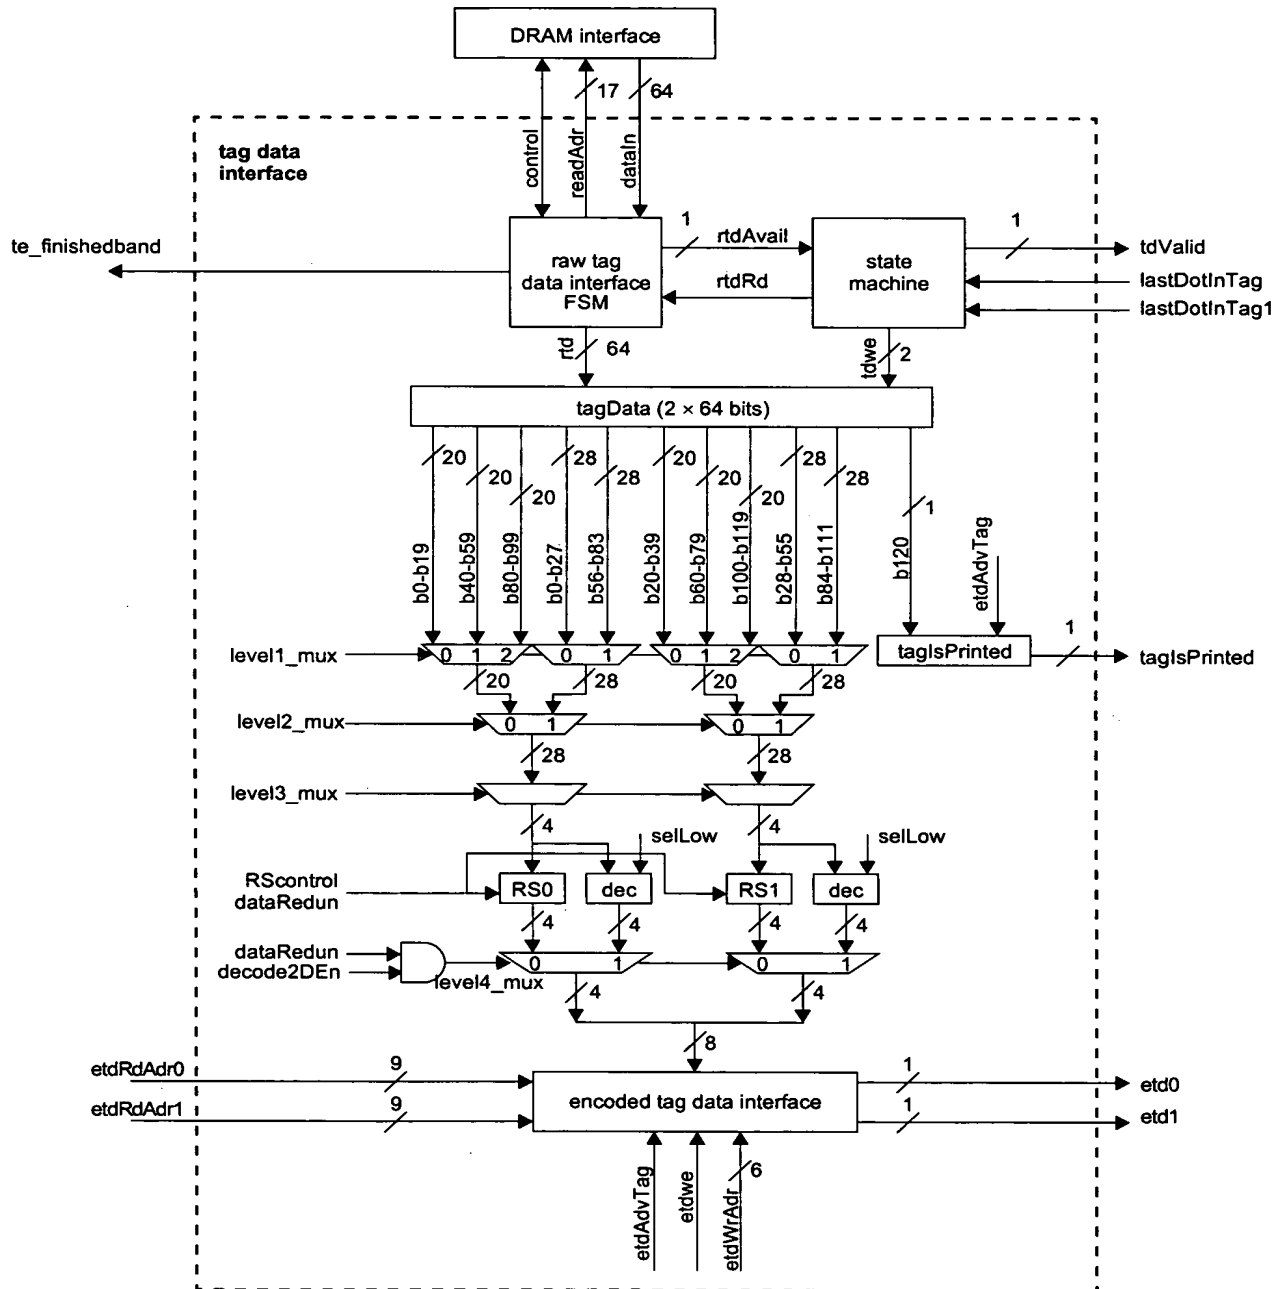 DRAM interface
17
64
tag data
interface
control
readAdr
dataIn
te_finishedband
raw tag
data interface
FSM
1
rtdAvail
rtdRd
state
machine
1
tdValid
lastDotInTag
lastDotInTag1
rtd
64
tdwe
2
tagData (2 × 64 bits)
20
20
20
28
28
20
20
20
28
28
1
b0-b19
b40-b59
b80-b99
b0-b27
b56-b83
b20-b39
b60-b79
b100-b119
b28-b55
b84-b111
b120
etdAdvTag
level1_mux
0 1 2
0 1
0 1 2
0 1
tagIsPrinted
1
tagIsPrinted
20
28
20
28
level2_mux
0 1
0 1
28
28
level3_mux
4
4
selLow
selLow
RScontrol
dataRedun
RS0
dec
RS1
dec
4
4
4
4
dataRedun
decode2DEn
level4_mux
0 1
0 1
4
4
8
etdRdAdr0
9
encoded tag data interface
1
etd0
etdRdAdr1
9
1
etd1
etdAdvTag
etdwe
etdWrAdr
6